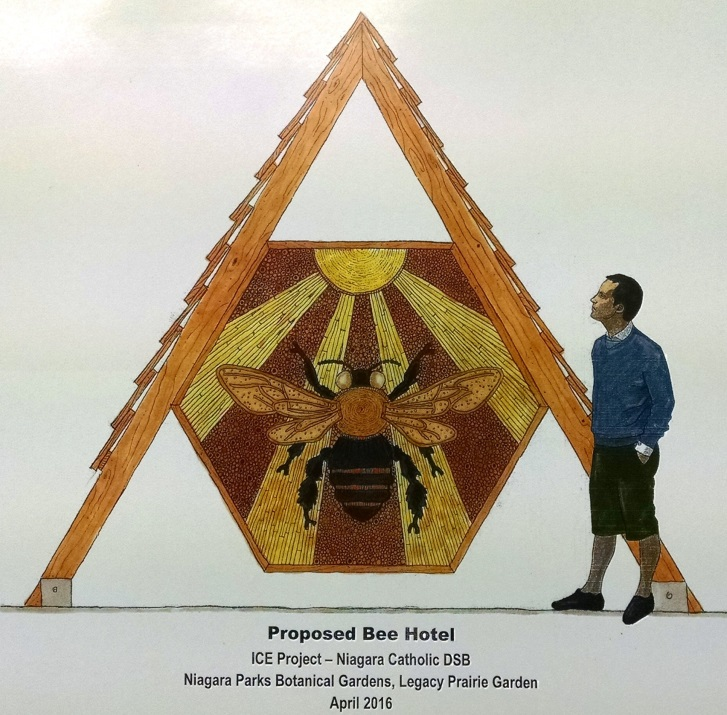 Proposed Bee Hotel
ICE Project – Niagara Catholic DSB
Niagara Parks Botanical Gardens, Legacy Prairie Garden
April 2016